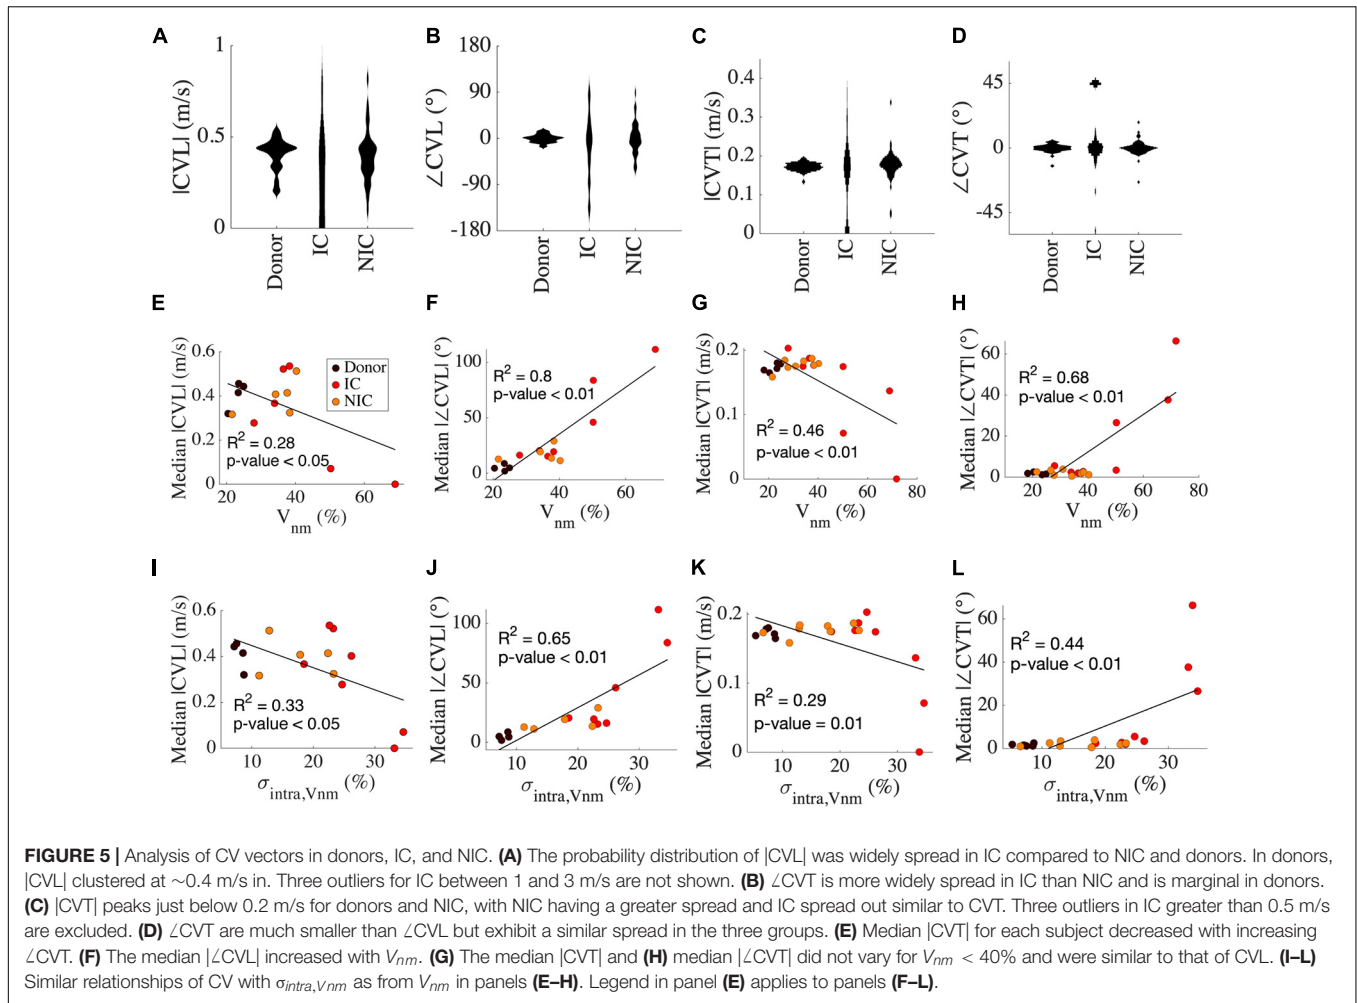 A
B
C
D
1
0.5
0
|CVL| (m/s)
Donor
IC
NIC
180
90
0
-90
-180
∠CVL (°)
Donor
IC
NIC
0.4
0.3
0.2
0.1
0
|CVT| (m/s)
Donor
IC
NIC
45
0
-45
∠CVT (°)
Donor
IC
NIC
E
F
G
H
0.6
0.4
0.2
0
Median |CVL| (m/s)
Donor
IC
NIC
R² = 0.28
p-value < 0.05
20 40 60
Vnm (%)
100
50
0
Median |∠CVL| (°)
R² = 0.8
p-value < 0.01
20 40 60
Vnm (%)
0.2
0.1
0
Median |CVT| (m/s)
R² = 0.46
p-value < 0.01
20 40 60 80
Vnm (%)
60
40
20
0
Median |∠CVT| (°)
R² = 0.68
p-value < 0.01
20 40 60 80
Vnm (%)
I
J
K
L
0.6
0.4
0.2
0
Median |CVL| (m/s)
R² = 0.33
p-value < 0.05
10 20 30
σintra,Vnm (%)
100
50
0
Median |∠CVL| (°)
R² = 0.65
p-value < 0.01
10 20 30
σintra,Vnm (%)
0.2
0.1
0
Median |CVT| (m/s)
R² = 0.29
p-value = 0.01
10 20 30
σintra,Vnm (%)
60
40
20
0
Median |∠CVT| (°)
R² = 0.44
p-value < 0.01
10 20 30
σintra,Vnm (%)
FIGURE 5 | Analysis of CV vectors in donors, IC, and NIC. (A) The probability distribution of |CVL| was widely spread in IC compared to NIC and donors. In donors,
|CVL| clustered at ~0.4 m/s in. Three outliers for IC between 1 and 3 m/s are not shown. (B) ∠CVT is more widely spread in IC than NIC and is marginal in donors.
(C) |CVT| peaks just below 0.2 m/s for donors and NIC, with NIC having a greater spread and IC spread out similar to CVT. Three outliers in IC greater than 0.5 m/s
are excluded. (D) ∠CVT are much smaller than ∠CVL but exhibit a similar spread in the three groups. (E) Median |CVT| for each subject decreased with increasing
∠CVT. (F) The median |∠CVL| increased with Vnm. (G) The median |CVT| and (H) median |∠CVT| did not vary for Vnm < 40% and were similar to that of CVL. (I–L)
Similar relationships of CV with σintra,Vnm as from Vnm in panels (E–H). Legend in panel (E) applies to panels (F–L).